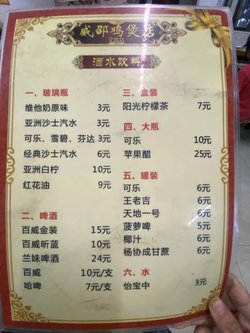 威邵鸡煲店
酒水饮料
一、玻璃瓶
维他奶原味 3元
亚洲沙士汽水 3元
可乐、雪碧、芬达 3元
经典沙士汽水 6元
亚洲白柠 10元
红花油 9元
二、啤酒
百威金装 15元
百威昕蓝 10元
兰妹啤酒 24元
百威 10元/支
哈啤 7元/支
三、盒装
阳光柠檬茶 7元
四、大瓶
可乐 10元
苹果醋 25元
五、罐装
可乐 6元
王老吉 6元
天地一号 6元
菠萝啤 5元
椰汁 6元
杨协成甘蔗 6元
六、水
怡宝中 3元